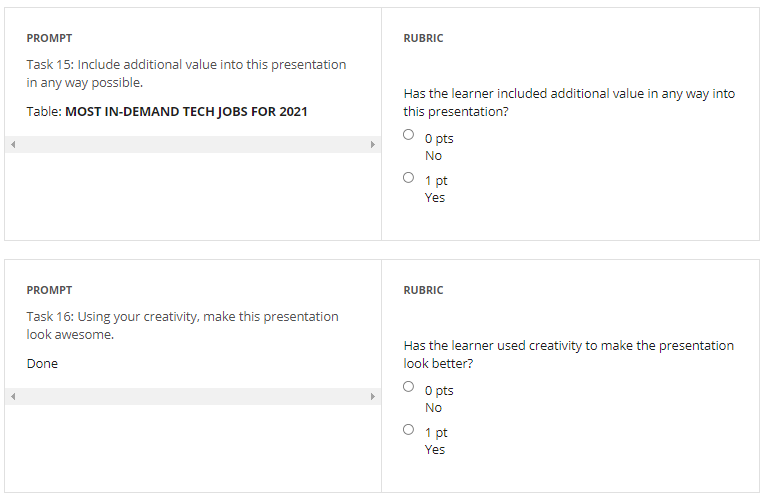 PROMPT
Task 15: Include additional value into this presentation
in any way possible.
Table: MOST IN-DEMAND TECH JOBS FOR 2021
RUBRIC
Has the learner included additional value in any way into
this presentation?
0 pts
No
1 pt
Yes
PROMPT
Task 16: Using your creativity, make this presentation
look awesome.
Done
RUBRIC
Has the learner used creativity to make the presentation
look better?
0 pts
No
1 pt
Yes